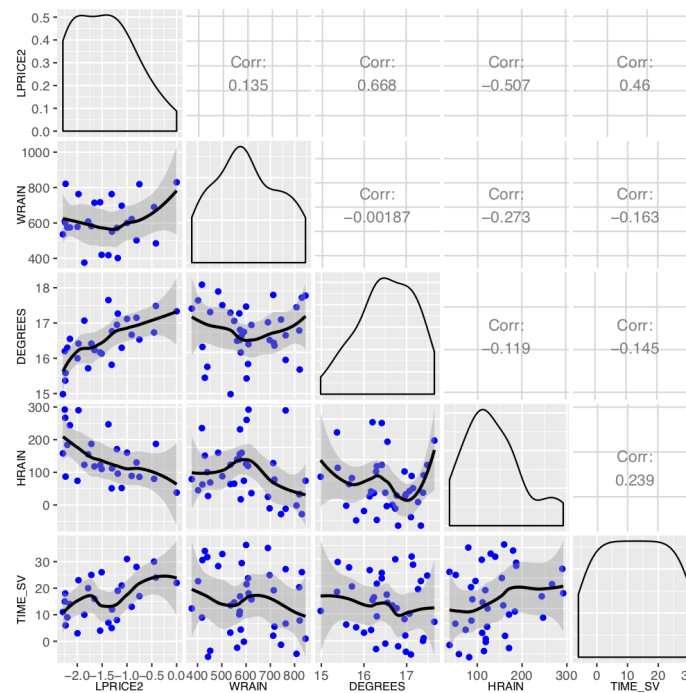 LPRICE2
0.5
0.4
0.3
0.2
0.1
0.0
Corr:
0.135
Corr:
0.668
Corr:
−0.507
Corr:
0.46
WRAIN
1000
800
600
400
Corr:
−0.00187
Corr:
−0.273
Corr:
−0.163
DEGREES
18
17
16
15
Corr:
−0.119
Corr:
−0.145
HRAIN
300
200
100
0
Corr:
0.239
TIME_SV
30
20
10
0
−2.0 −1.5 −1.0 −0.5 0.0 400 500 600 700 800 15 16 17 100 200 300 0 10 20 30
LPRICE2 WRAIN DEGREES HRAIN TIME_SV